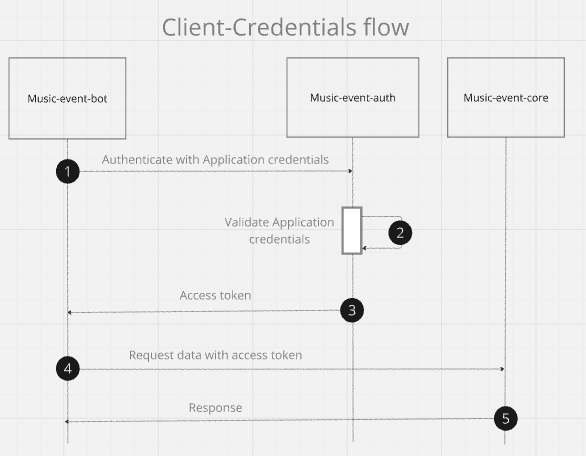 Client-Credentials flow
Music-event-bot
Music-event-auth
Music-event-core
Authenticate with Application credentials
1
Validate Application
credentials
2
Access token
3
Request data with access token
4
Response
5